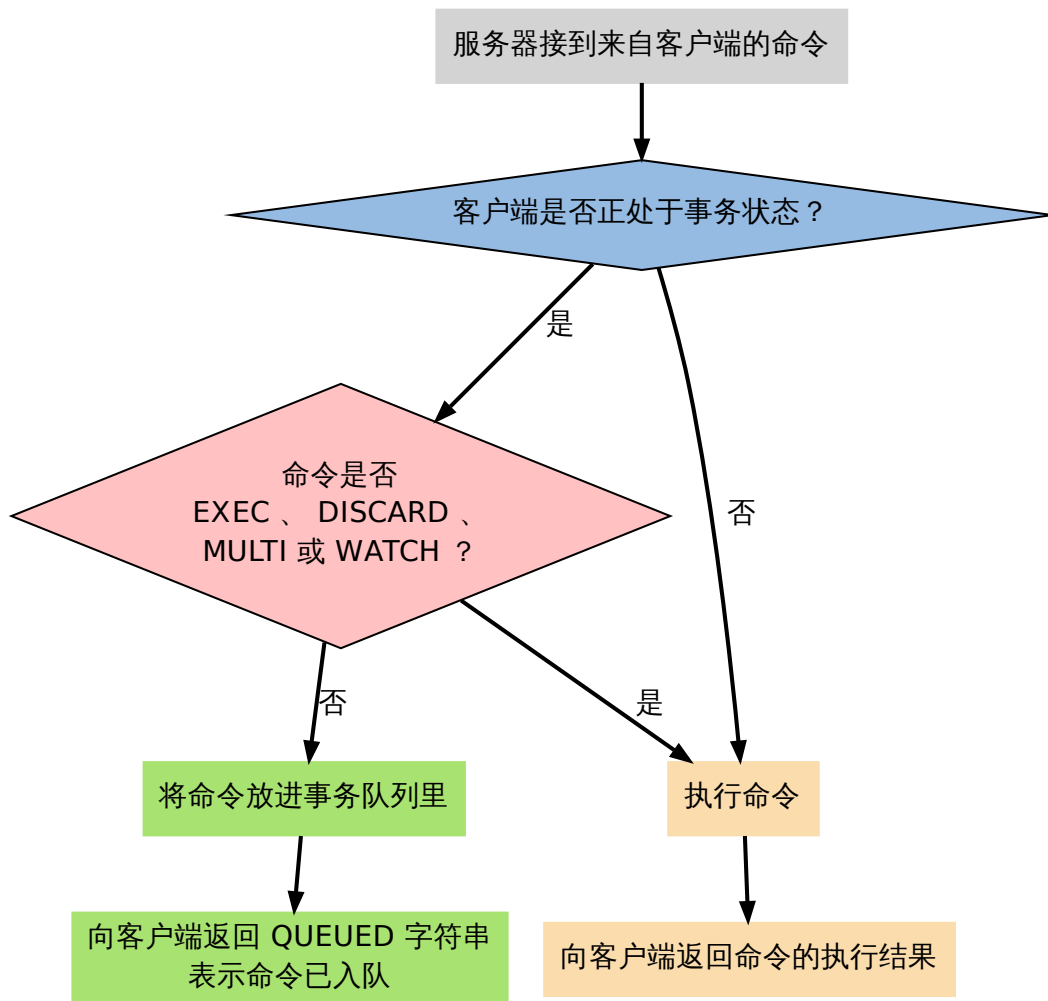 服务器接到来自客户端的命令
客户端是否正处于事务状态？
是
命令是否
EXEC 、 DISCARD 、
MULTI 或 WATCH ？
否
否
是
将命令放进事务队列里
执行命令
向客户端返回 QUEUED 字符串
表示命令已入队
向客户端返回命令的执行结果